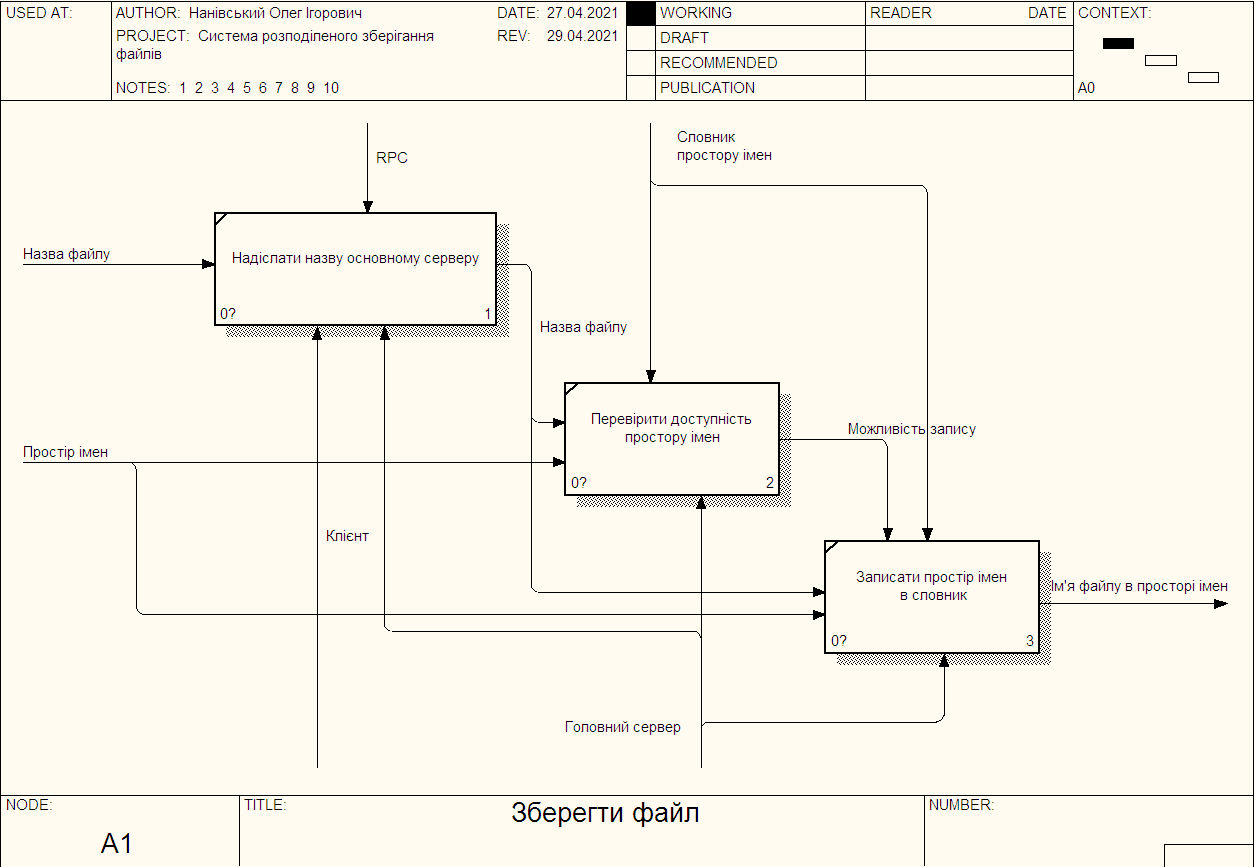 USED AT:
AUTHOR: Нанівський Олег Ігорович
DATE: 27.04.2021
PROJECT: Система розподіленого зберігання
файлів
REV: 29.04.2021
NOTES: 1 2 3 4 5 6 7 8 9 10
WORKING
DRAFT
RECOMMENDED
PUBLICATION
READER DATE
CONTEXT:
A0
RPC
Словник
простору імен
Назва файлу
Надіслати назву основному серверу
0? 1
Назва файлу
Перевірити доступність
простору імен
0? 2
Можливість запису
Простір імен
Клієнт
Записати простір імен
в словник
0? 3
Ім'я файлу в просторі імен
Головний сервер
NODE:
A1
TITLE:
Зберегти файл
NUMBER: